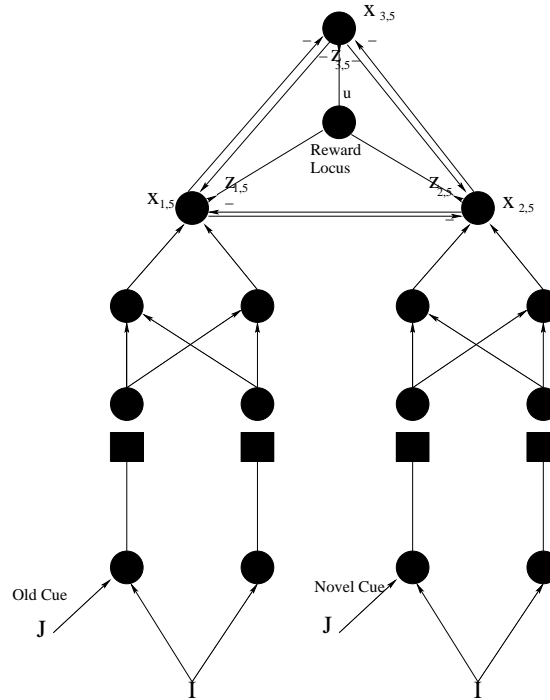 X 3,5
– –
– Z 3,5 –
u
Reward
Locus
Z 1,5 Z 2,5
X 1,5 – – X 2,5
Old Cue Novel Cue
J J
I I